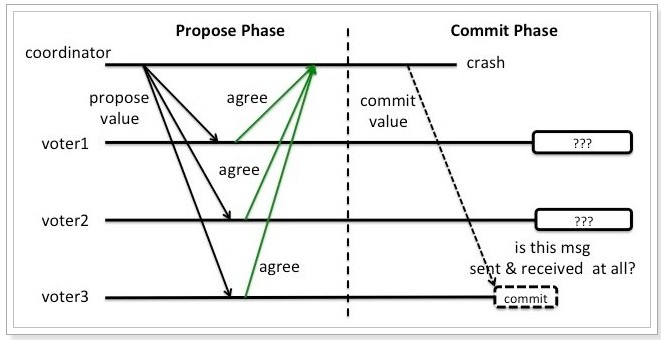 Propose Phase
Commit Phase
coordinator
crash
propose
value
agree
commit
value
voter1
???
agree
voter2
???
is this msg
sent & received at all?
agree
voter3
commit